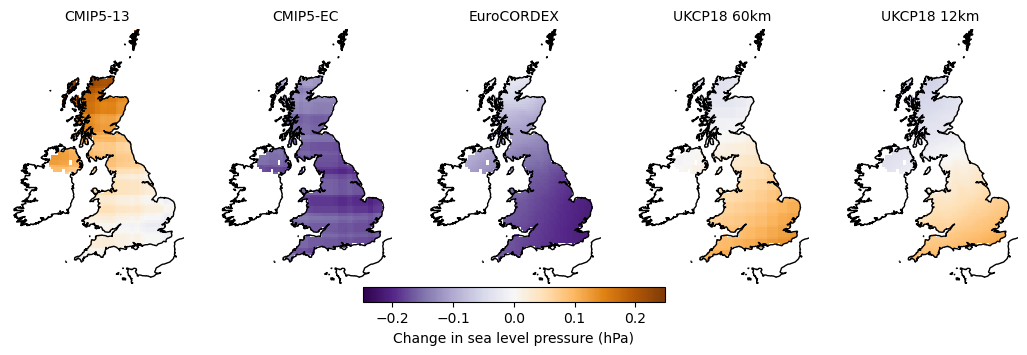 CMIP5-13 CMIP5-EC EuroCORDEX UKCP18 60km UKCP18 12km
−0.2 −0.1 0.0 0.1 0.2
Change in sea level pressure (hPa)